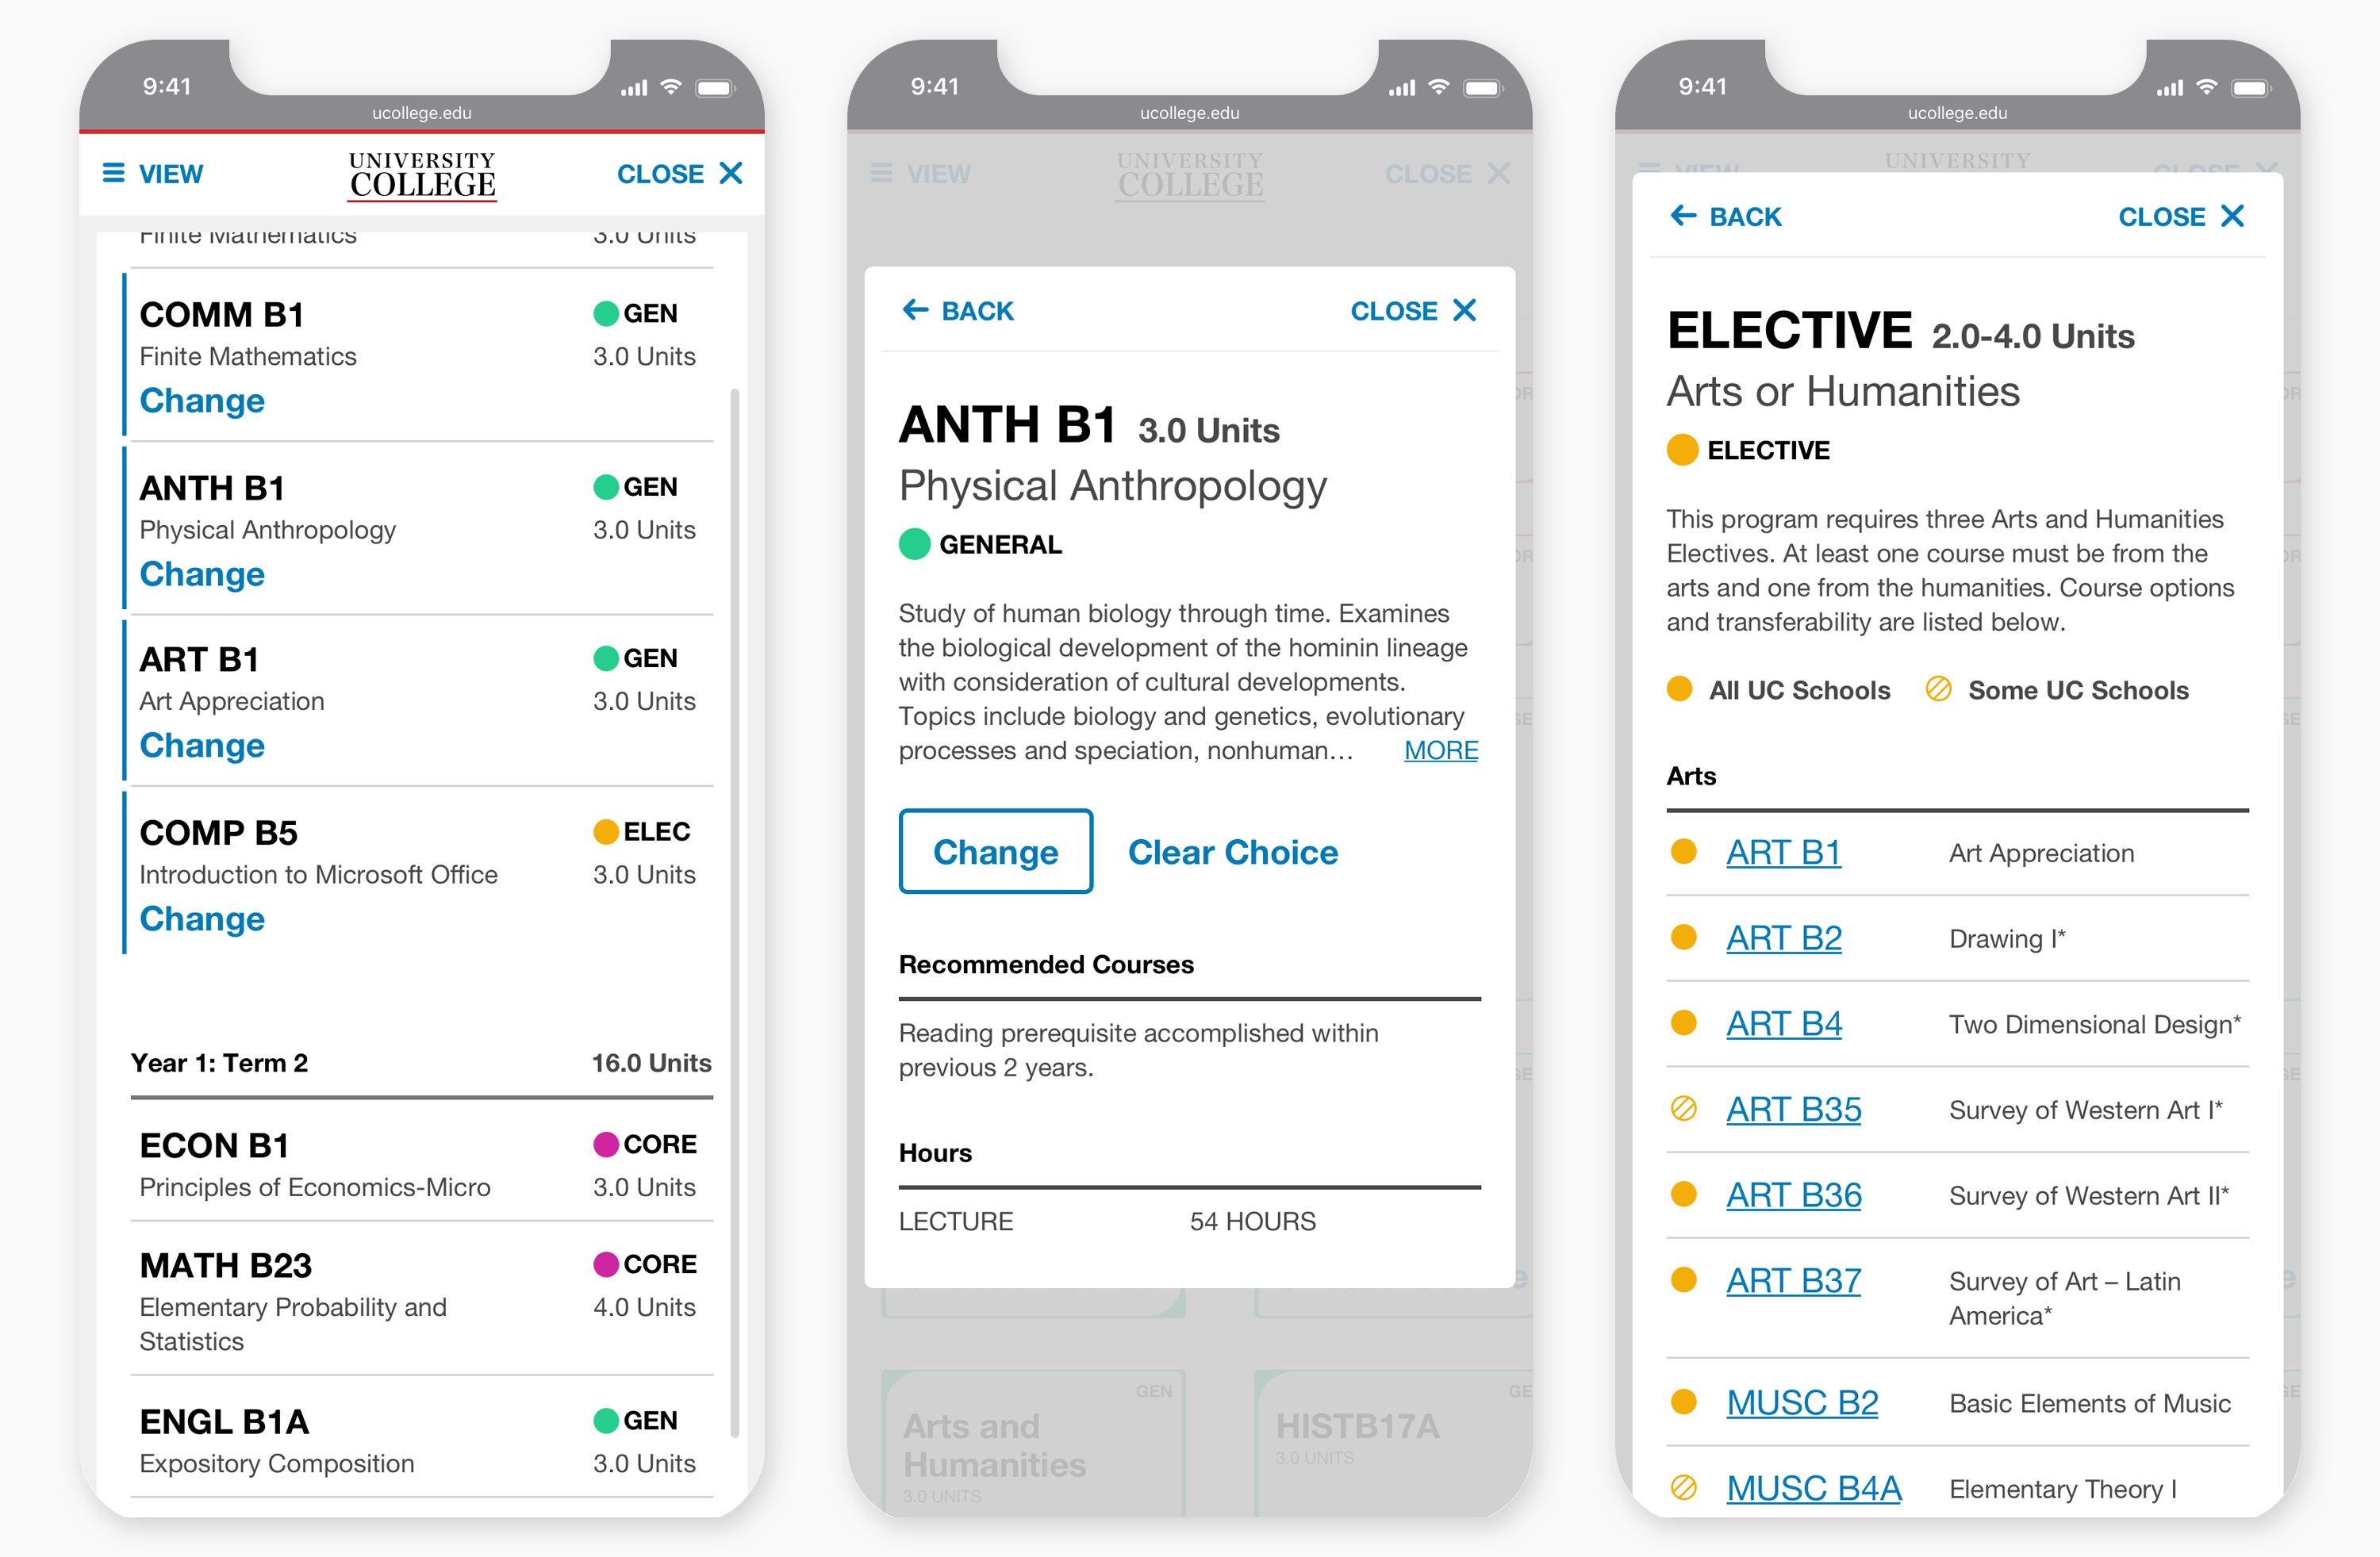 9:41
ucollege.edu
VIEW
UNIVERSITY
COLLEGE
CLOSE
Finite Mathematics 3.0 Units
COMM B1 GEN
Finite Mathematics 3.0 Units
Change
ANTH B1 GEN
Physical Anthropology 3.0 Units
Change
ART B1 GEN
Art Appreciation 3.0 Units
Change
COMP B5 ELEC
Introduction to Microsoft Office 3.0 Units
Change
Year 1: Term 2 16.0 Units
ECON B1 CORE
Principles of Economics-Micro 3.0 Units
MATH B23 CORE
Elementary Probability and 4.0 Units
Statistics
ENGL B1A GEN
Expository Composition 3.0 Units
9:41
ucollege.edu
VIEW
UNIVERSITY
COLLEGE
CLOSE
BACK CLOSE
ANTH B1 3.0 Units
Physical Anthropology
GENERAL
Study of human biology through time. Examines
the biological development of the hominin lineage
with consideration of cultural developments.
Topics include biology and genetics, evolutionary
processes and speciation, nonhuman... MORE
Change Clear Choice
Recommended Courses
Reading prerequisite accomplished within
previous 2 years.
Hours
LECTURE 54 HOURS
GEN
Arts and
Humanities
3.0 UNITS
GE
HISTB17A
3.0 UNITS
9:41
ucollege.edu
VIEW
UNIVERSITY
CLOSE
BACK CLOSE
ELECTIVE 2.0-4.0 Units
Arts or Humanities
ELECTIVE
This program requires three Arts and Humanities
Electives. At least one course must be from the
arts and one from the humanities. Course options
and transferability are listed below.
All UC Schools Some UC Schools
Arts
ART B1 Art Appreciation
ART B2 Drawing I*
ART B4 Two Dimensional Design*
ART B35 Survey of Western Art I*
ART B36 Survey of Western Art II*
ART B37 Survey of Art – Latin
America*
MUSC B2 Basic Elements of Music
MUSC B4A Elementary Theory I